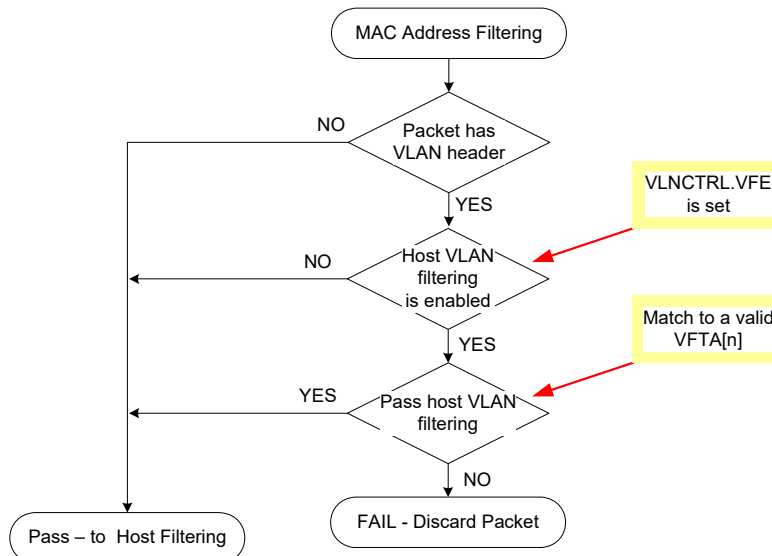 MAC Address Filtering
NO
Packet has
VLAN header
YES
VLNCTRL.VFE
is set
NO
Host VLAN
filtering
is enabled
YES
Match to a valid
VFTA[n]
YES
Pass host VLAN
filtering
NO
Pass – to Host Filtering
FAIL - Discard Packet